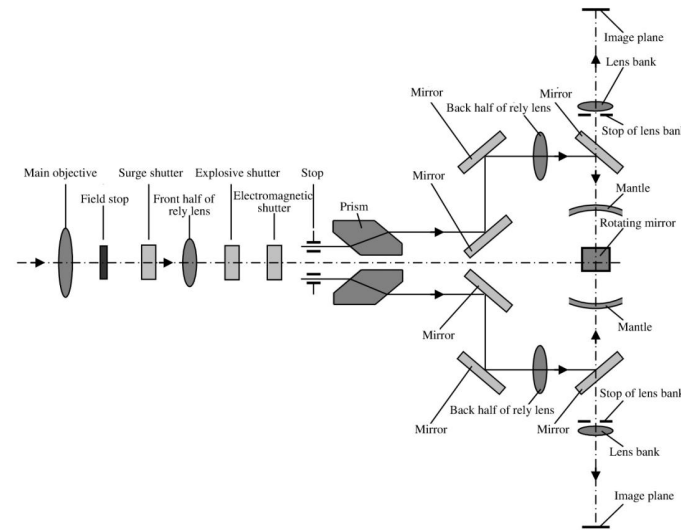 Image plane
Lens bank
Mirror
Mirror
Back half of rely lens
Stop of lens bank
Main objective
Surge shutter
Explosive shutter
Stop
Field stop
Front half of
rely lens
Electromagnetic
shutter
Prism
Mirror
Mantle
Rotating mirror
Mirror
Mantle
Back half of rely lens
Stop of lens bank
Mirror
Mirror
Lens bank
Image plane